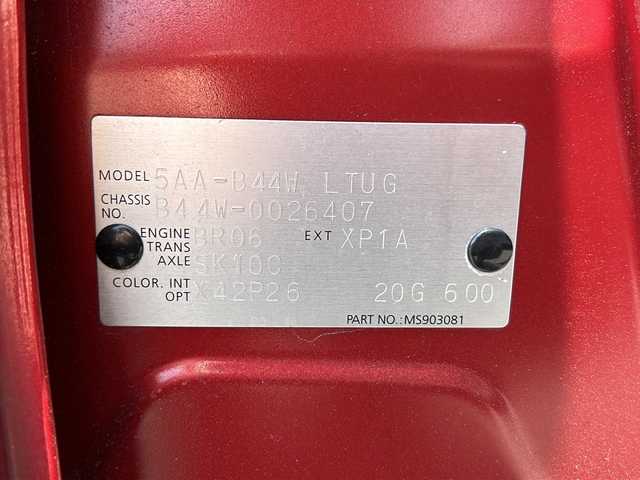 MODEL 5AA-B44W LTUG
CHASSIS NO. B44W-0026407
ENGINE BR06 EXT XP1A
TRANS AXLE SK10C
COLOR. INT OPT X42P26 20G 600
PART NO.:MS903081